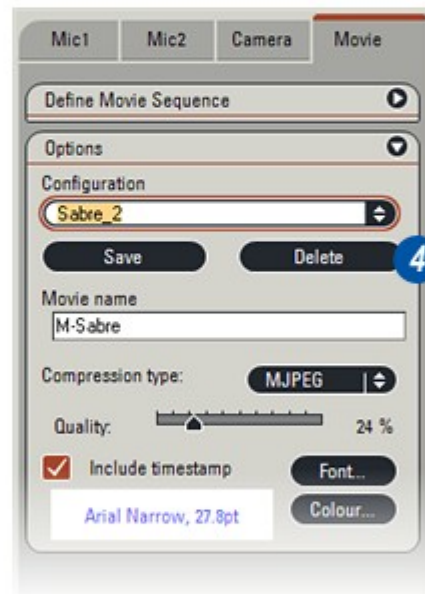 Mic1 Mic2 Camera Movie
Define Movie Sequence
Options
Configuration
Sabre_2
Save Delete 4
Movie name
M-Sabre
Compression type: MJPEG
Quality: 24 %
Include timestamp Font...
Arial Narrow, 27.8pt Colour...